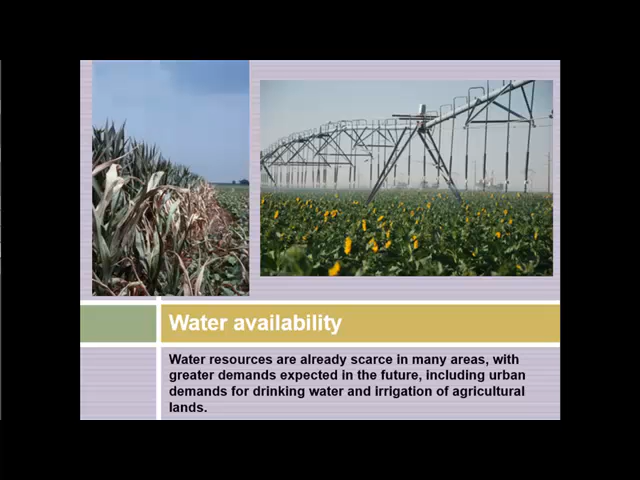 Water availability
Water resources are already scarce in many areas, with
greater demands expected in the future, including urban
demands for drinking water and irrigation of agricultural
lands.